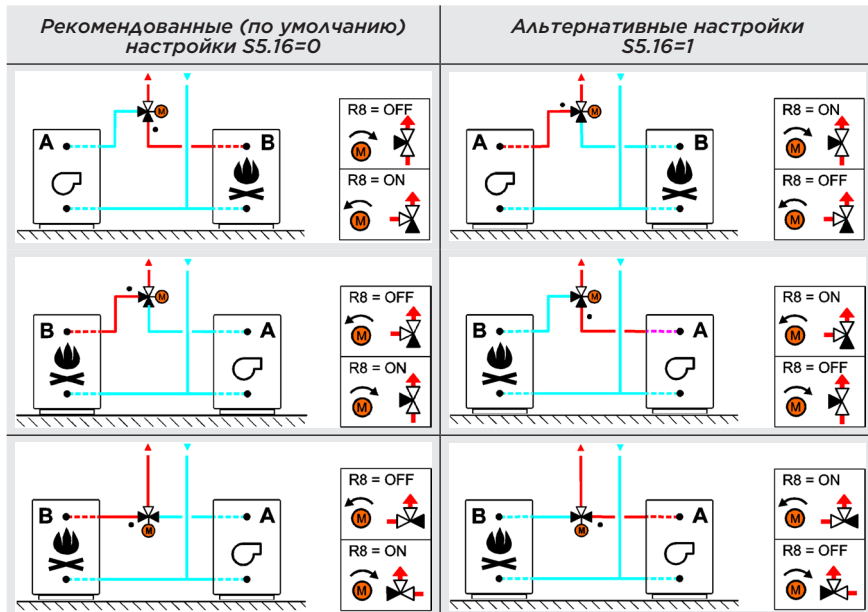 Рекомендованные (по умолчанию)
настройки S5.16=0
Альтернативные настройки
S5.16=1
M
A
B
R8 = OFF
M
R8 = ON
M
M
A
B
R8 = ON
M
R8 = OFF
M
M
B
A
R8 = OFF
M
R8 = ON
M
M
B
A
R8 = ON
M
R8 = OFF
M
B
A
M
R8 = OFF
M
R8 = ON
M
B
A
M
R8 = ON
M
R8 = OFF
M